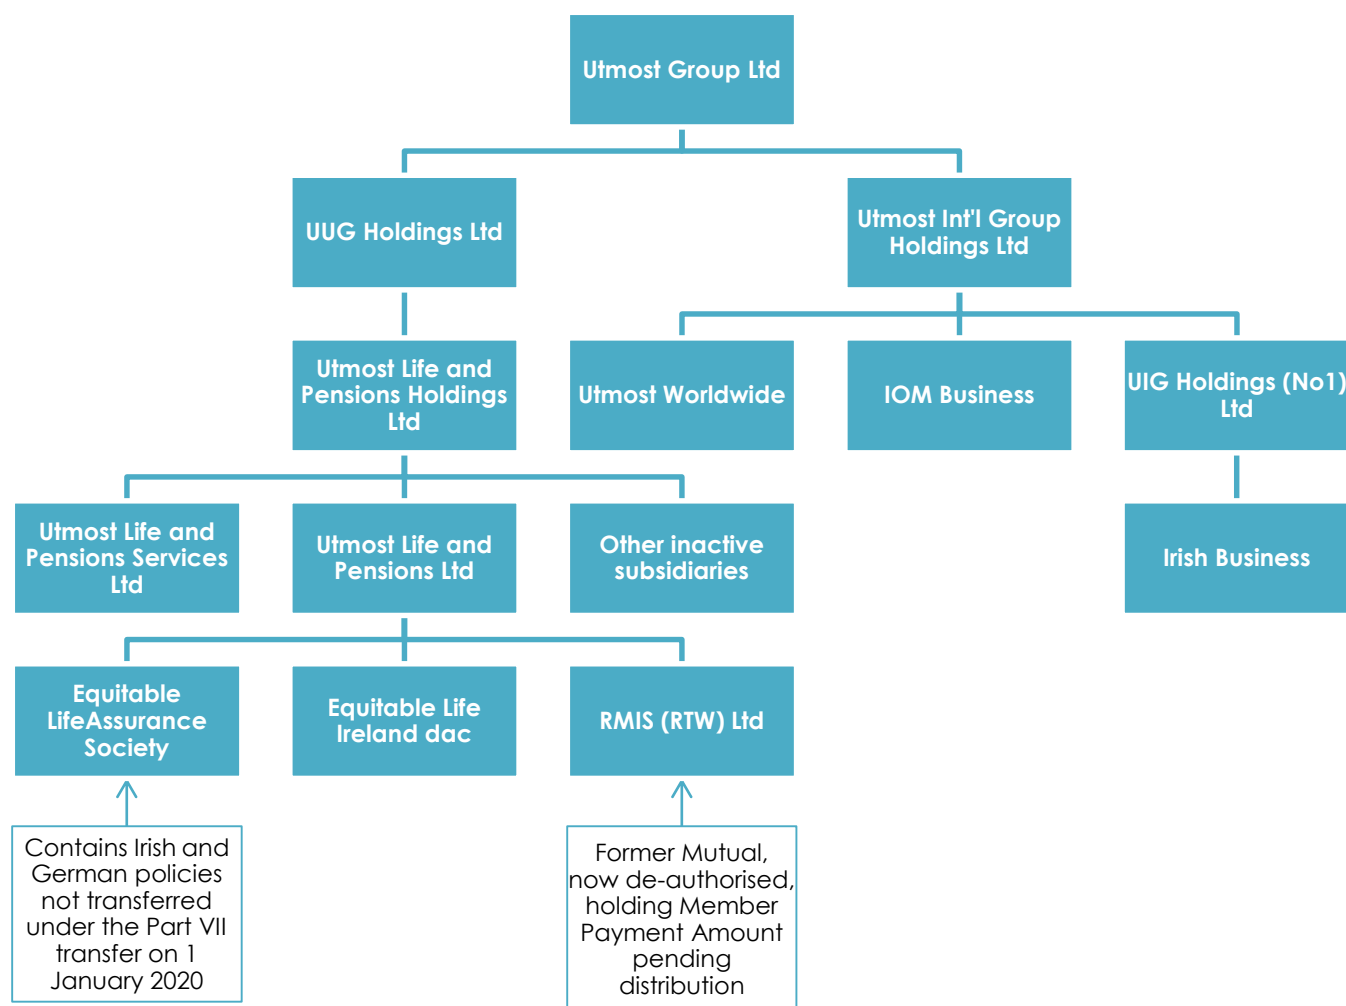 Utmost Group Ltd
UUG Holdings Ltd
Utmost Int'l Group
Holdings Ltd
Utmost Life and
Pensions Holdings
Ltd
Utmost Worldwide
IOM Business
UIG Holdings (No1)
Ltd
Utmost Life and
Pensions Services
Ltd
Utmost Life and
Pensions Ltd
Other inactive
subsidiaries
Irish Business
Equitable
LifeAssurance
Society
Equitable Life
Ireland dac
RMIS (RTW) Ltd
Contains Irish and
German policies
not transferred
under the Part VII
transfer on 1
January 2020
Former Mutual,
now de-authorised,
holding Member
Payment Amount
pending
distribution